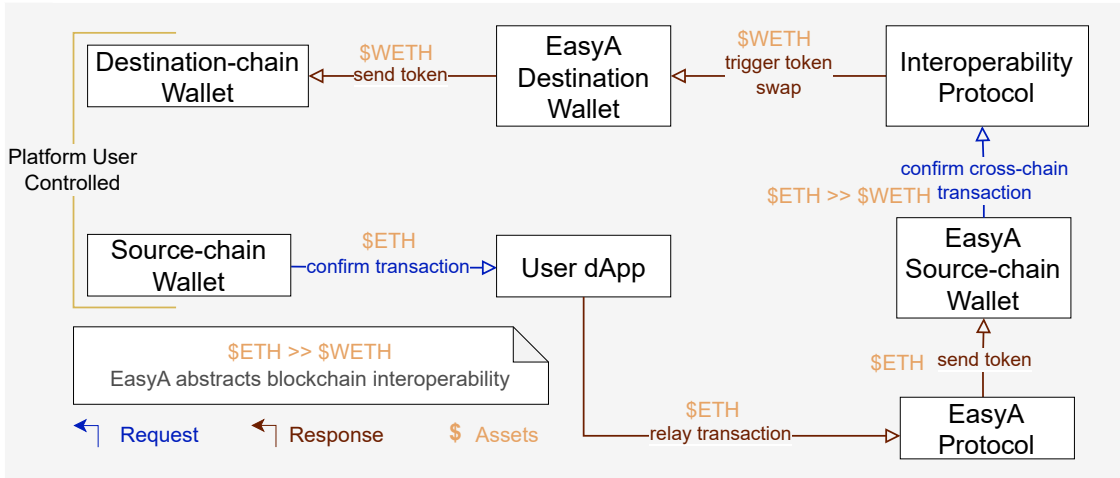 Destination-chain
Wallet
$WETH
send token
EasyA
Destination
Wallet
$WETH
trigger token
swap
Interoperability
Protocol
Platform User
Controlled
confirm cross-chain
transaction
$ETH >> $WETH
Source-chain
Wallet
$ETH
confirm transaction
User dApp
EasyA
Source-chain
Wallet
$ETH >> $WETH
EasyA abstracts blockchain interoperability
$ETH
send token
Request
Response
$ Assets
$ETH
relay transaction
EasyA
Protocol